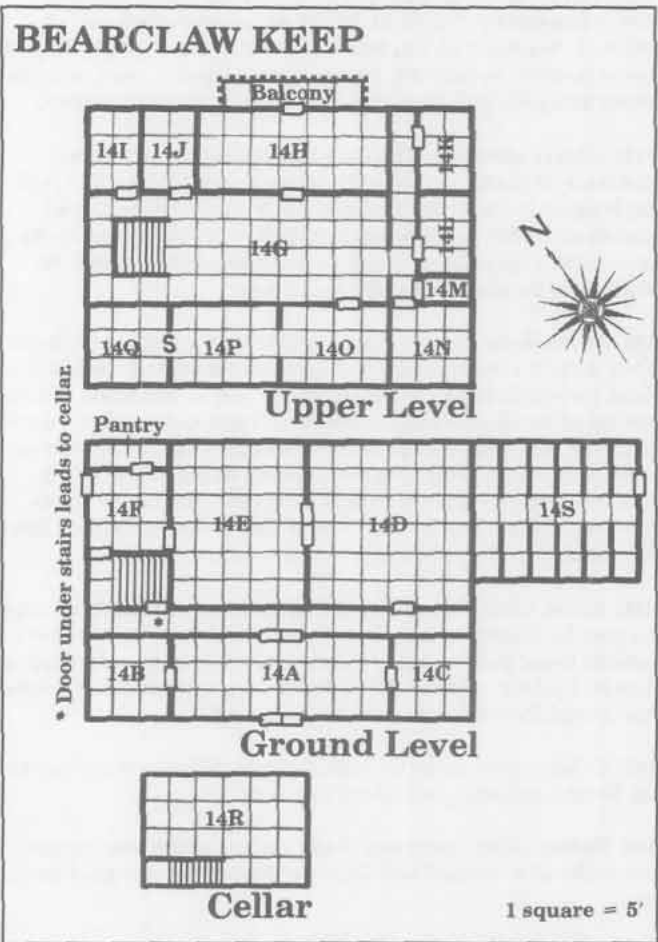 BEARCLAW KEEP
Balcony
14I 14J 14H 14K
14L
14G
14M
14Q S 14P 14O 14N
N
Upper Level
* Door under stairs leads to cellar.
Pantry
14F 14E 14D 14S
*
14B 14A 14C
Ground Level
14R
Cellar
1 square = 5'